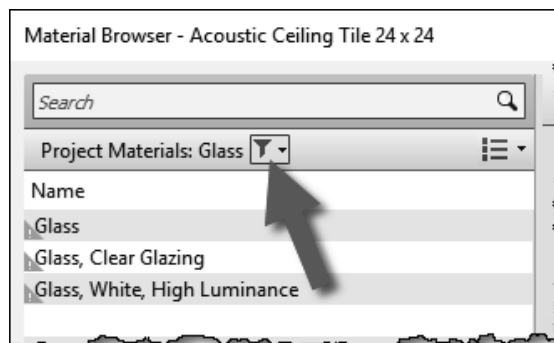 Material Browser - Acoustic Ceiling Tile 24 x 24
Search
Project Materials: Glass
Name
Glass
Glass, Clear Glazing
Glass, White, High Luminance